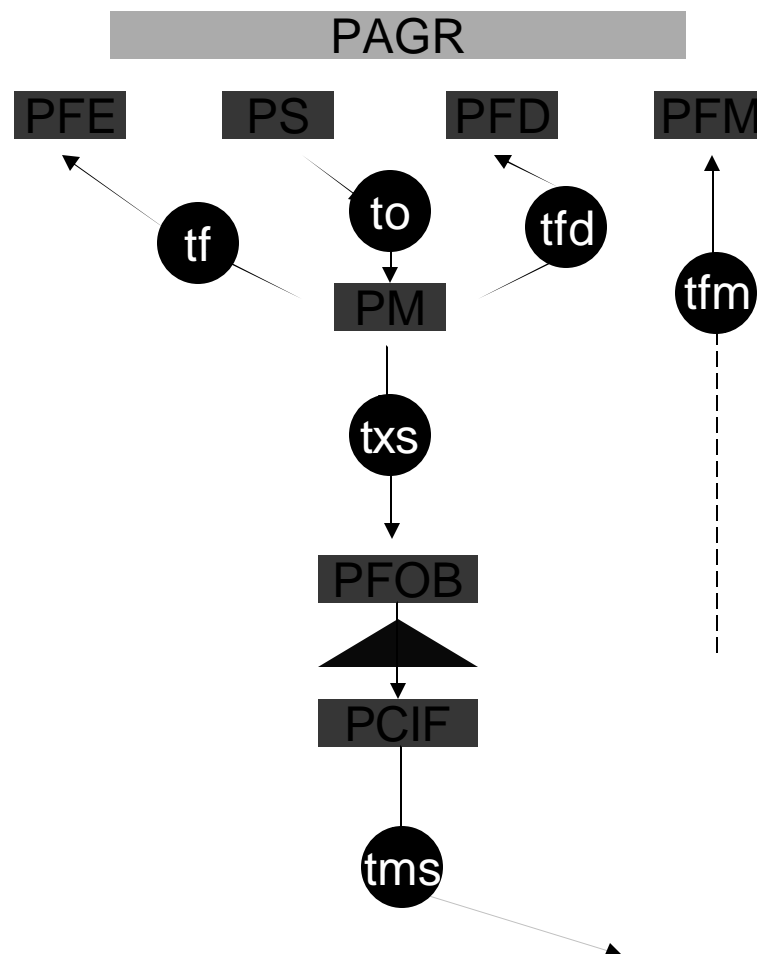 PAGR
PFE PS PFD PFM
to
tf
tfd
tfm
PM
txs
PFOB
PCIF
tms